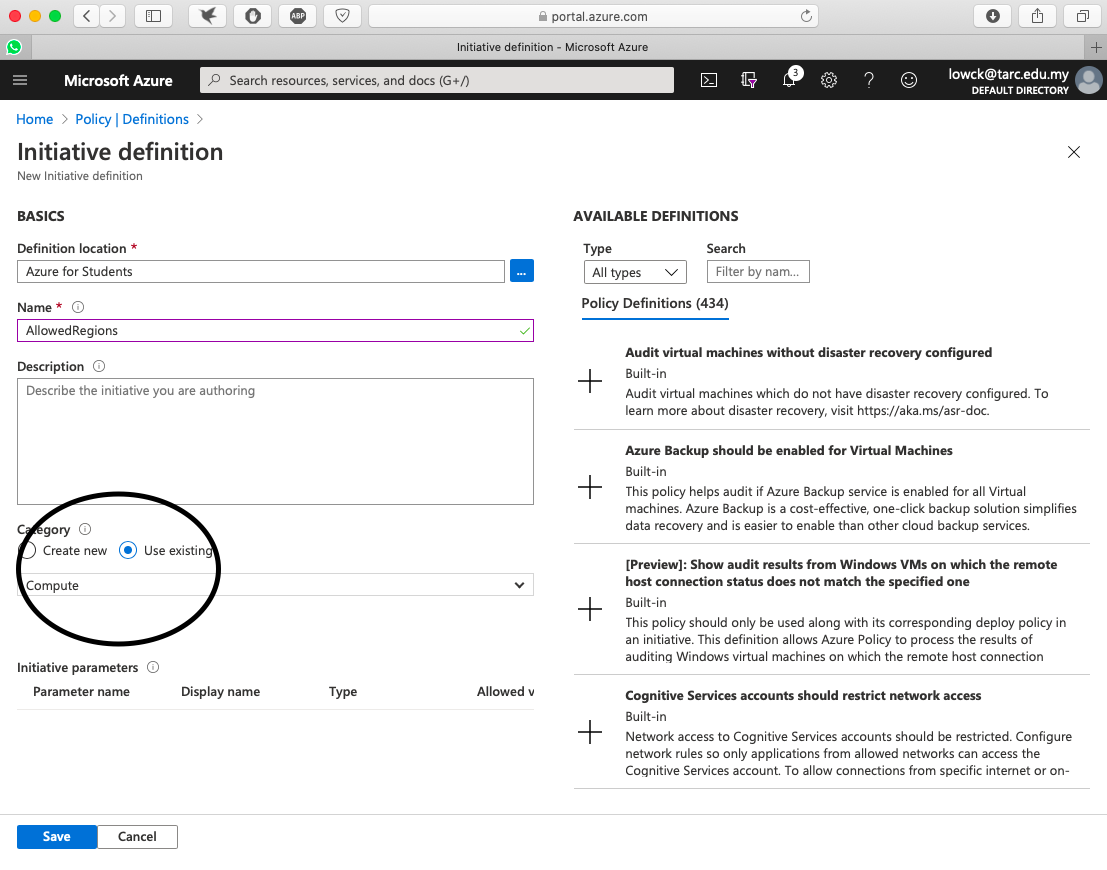 portal.azure.com
ABP
Initiative definition - Microsoft Azure
Microsoft Azure
Search resources, services, and docs (G+/)
3
lowck@tarc.edu.my
DEFAULT DIRECTORY
Home > Policy | Definitions >
Initiative definition
New Initiative definition
BASICS
Definition location *
Azure for Students
...
Name *
AllowedRegions
Description
Describe the initiative you are authoring
Category
Create new
Use existing
Compute
Initiative parameters
Parameter name Display name Type Allowed v
AVAILABLE DEFINITIONS
Type
Search
All types
Filter by nam...
Policy Definitions (434)
Audit virtual machines without disaster recovery configured
Built-in
Audit virtual machines which do not have disaster recovery configured. To
learn more about disaster recovery, visit https://aka.ms/asr-doc.
Azure Backup should be enabled for Virtual Machines
Built-in
This policy helps audit if Azure Backup service is enabled for all Virtual
machines. Azure Backup is a cost-effective, one-click backup solution simplifies
data recovery and is easier to enable than other cloud backup services.
[Preview]: Show audit results from Windows VMs on which the remote
host connection status does not match the specified one
Built-in
This policy should only be used along with its corresponding deploy policy in
an initiative. This definition allows Azure Policy to process the results of
auditing Windows virtual machines on which the remote host connection
Cognitive Services accounts should restrict network access
Built-in
Network access to Cognitive Services accounts should be restricted. Configure
network rules so only applications from allowed networks can access the
Cognitive Services account. To allow connections from specific internet or on-
Save
Cancel